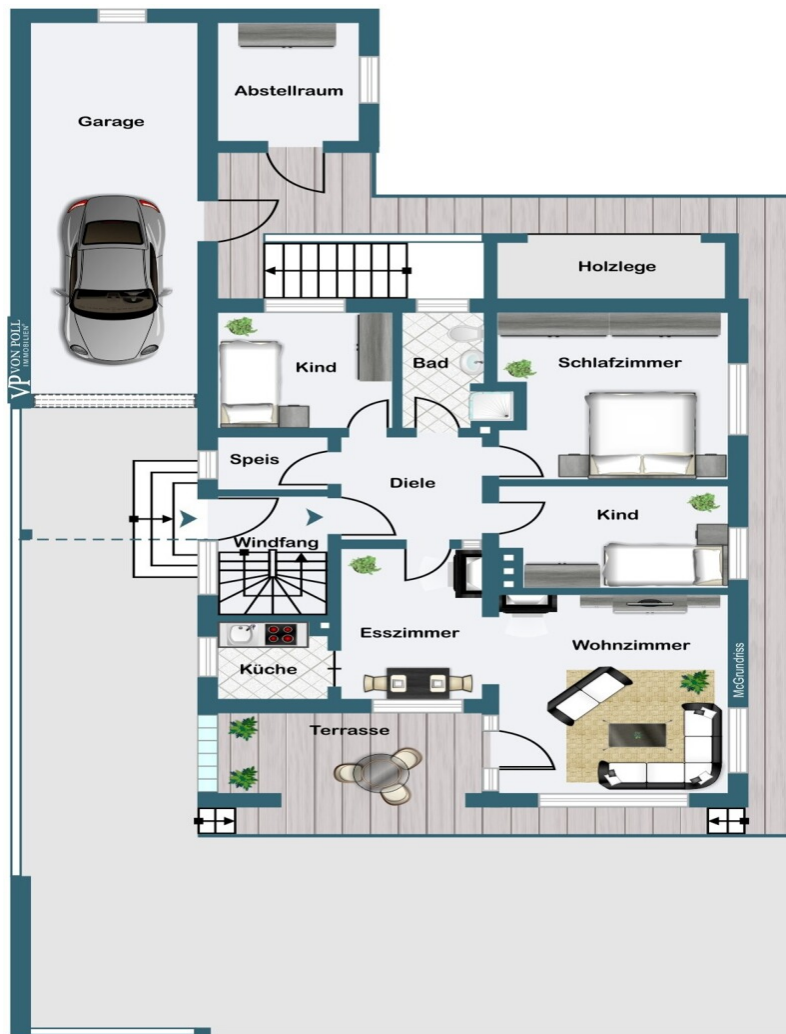 Abstellraum
Garage
Holzlege
VP VON POLL
IMMOBILIEN
Kind
Bad
Schlafzimmer
Speis
Diele
Kind
Windfang
Esszimmer
Wohnzimmer
Küche
McGrundriss
Terrasse